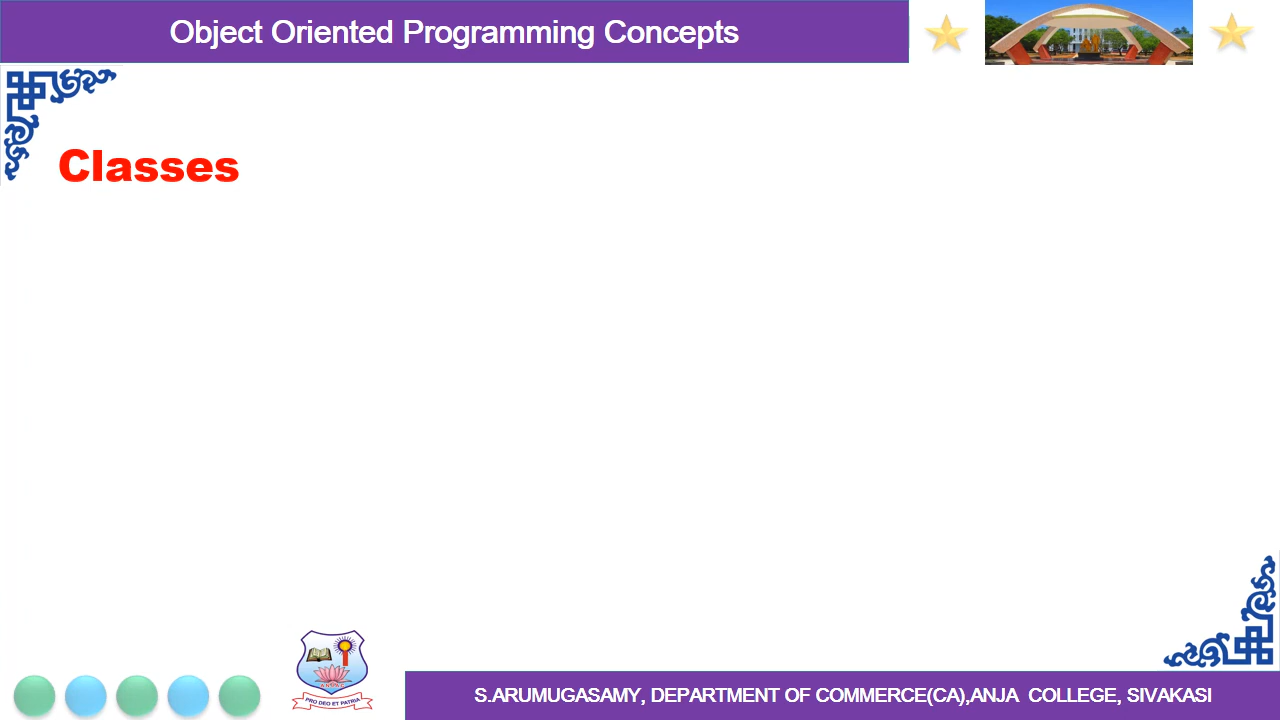 Object Oriented Programming Concepts
Classes
PRO DEO ET PATRIA
S.ARUMUGASAMY, DEPARTMENT OF COMMERCE(CA),ANJA COLLEGE, SIVAKASI